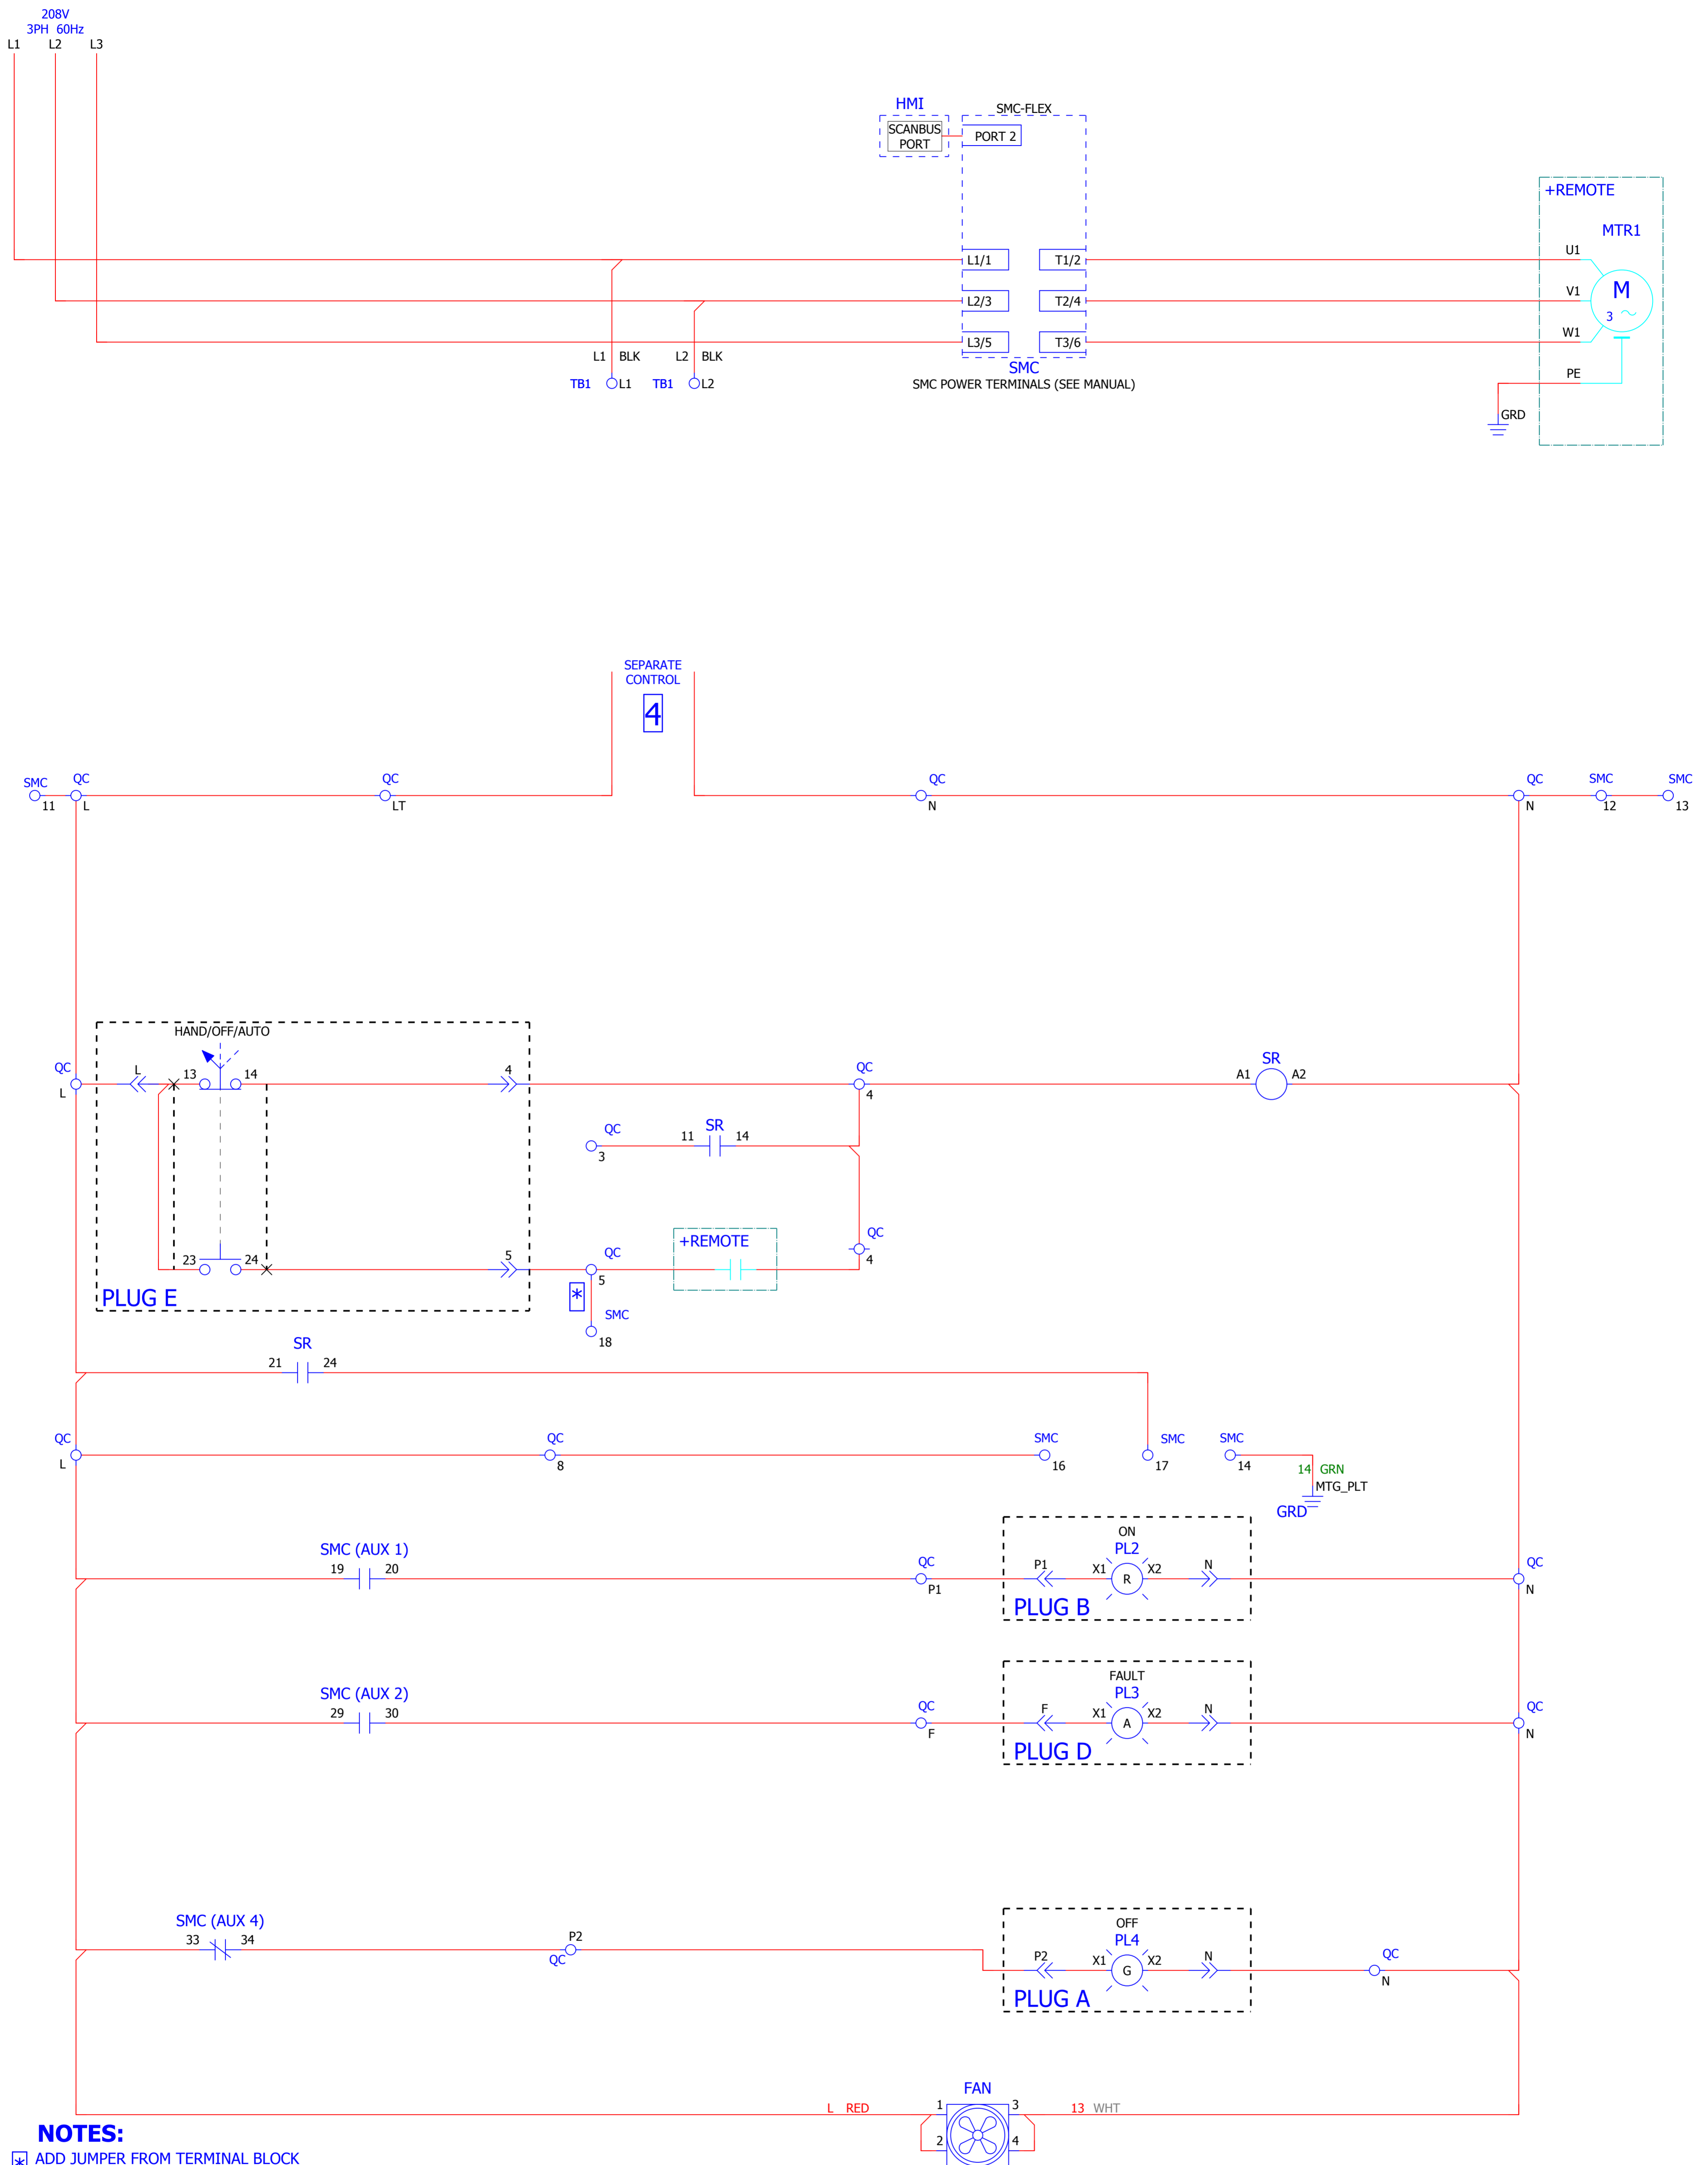 208V
3PH 60Hz
L1 L2 L3
HMI
SCANBUS
PORT
SMC-FLEX
PORT 2
+REMOTE
MTR1
L1/1 T1/2 U1
L2/3 T2/4 V1
M
3
L3/5 T3/6 W1
L1 BLK L2 BLK
SMC
TB1 L1 TB1 L2
SMC POWER TERMINALS (SEE MANUAL)
PE
GRD
SEPARATE
CONTROL
4
SMC QC QC QC QC SMC SMC
11 L LT N N 12 13
HAND/OFF/AUTO
QC L 13 14 4 QC SR
L 4 A1 A2
QC SR
3 11 14
QC
4
+REMOTE
23 24 5 QC
5
PLUG E
*
SMC
18
SR
21 24
QC QC SMC SMC SMC
L 8 16 17 14
14 GRN
MTG_PLT
GRD
ON
SMC (AUX 1) PL2
19 20 QC P1 X1 R X2 N QC
P1 N
PLUG B
FAULT
SMC (AUX 2) PL3
29 30 QC F X1 A X2 N QC
F N
PLUG D
SMC (AUX 4) OFF
33 34 P2 PL4
QC P2 X1 G X2 N QC
N
PLUG A
FAN
L RED 1 3 13 WHT
2 4
NOTES:
* ADD JUMPER FROM TERMINAL BLOCK